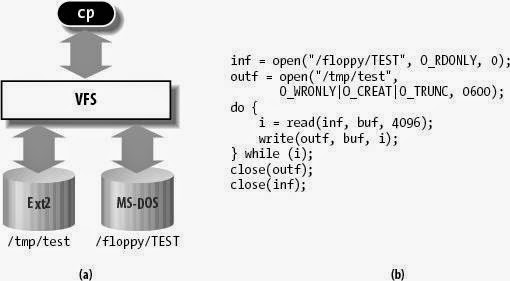 cp
VFS
Ext2
MS-DOS
/tmp/test
/floppy/TEST
(a)
inf = open("/floppy/TEST", O_RDONLY, 0);
outf = open("/tmp/test",
O_WRONLY|O_CREAT|O_TRUNC, 0600);
do {
i = read(inf, buf, 4096);
write(outf, buf, i);
} while (i);
close(outf);
close(inf);
(b)